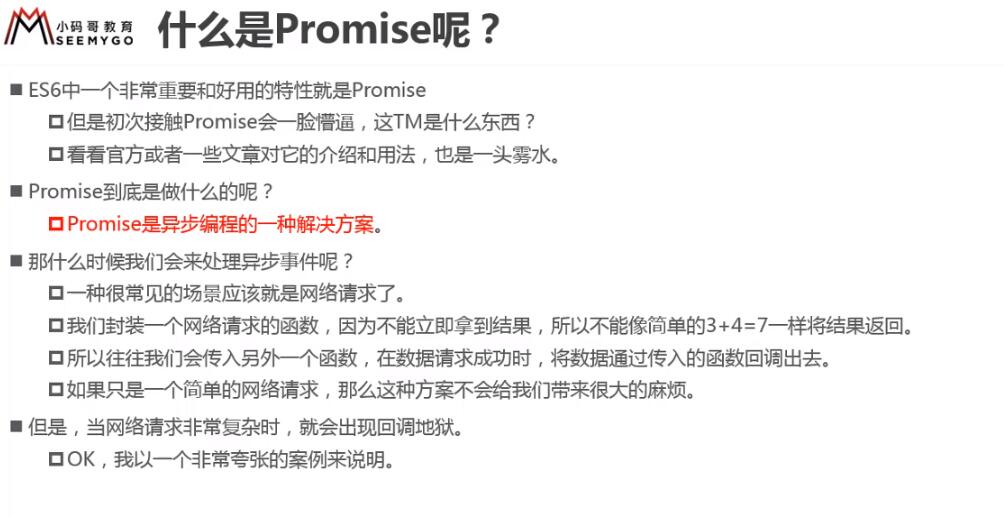 小码哥教育
SEEMYGO
什么是Promise呢？
ES6中一个非常重要和好用的特性就是Promise
但是初次接触Promise会一脸懵逼，这TM是什么东西？
看看官方或者一些文章对它的介绍和用法，也是一头雾水。
Promise到底是做什么的呢？
Promise是异步编程的一种解决方案。
那什么时候我们会来处理异步事件呢？
一种很常见的场景应该就是网络请求了。
我们封装一个网络请求的函数，因为不能立即拿到结果，所以不能像简单的3+4=7一样将结果返回。
所以往往我们会传入另外一个函数，在数据请求成功时，将数据通过传入的函数回调出去。
如果只是一个简单的网络请求，那么这种方案不会给我们带来很大的麻烦。
但是，当网络请求非常复杂时，就会出现回调地狱。
OK，我以一个非常夸张的案例来说明。